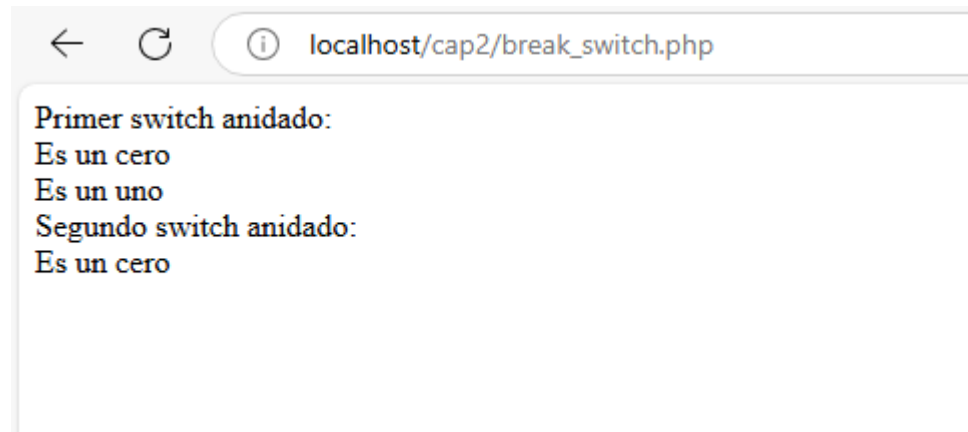 localhost/cap2/break_switch.php
Primer switch anidado:
Es un cero
Es un uno
Segundo switch anidado:
Es un cero